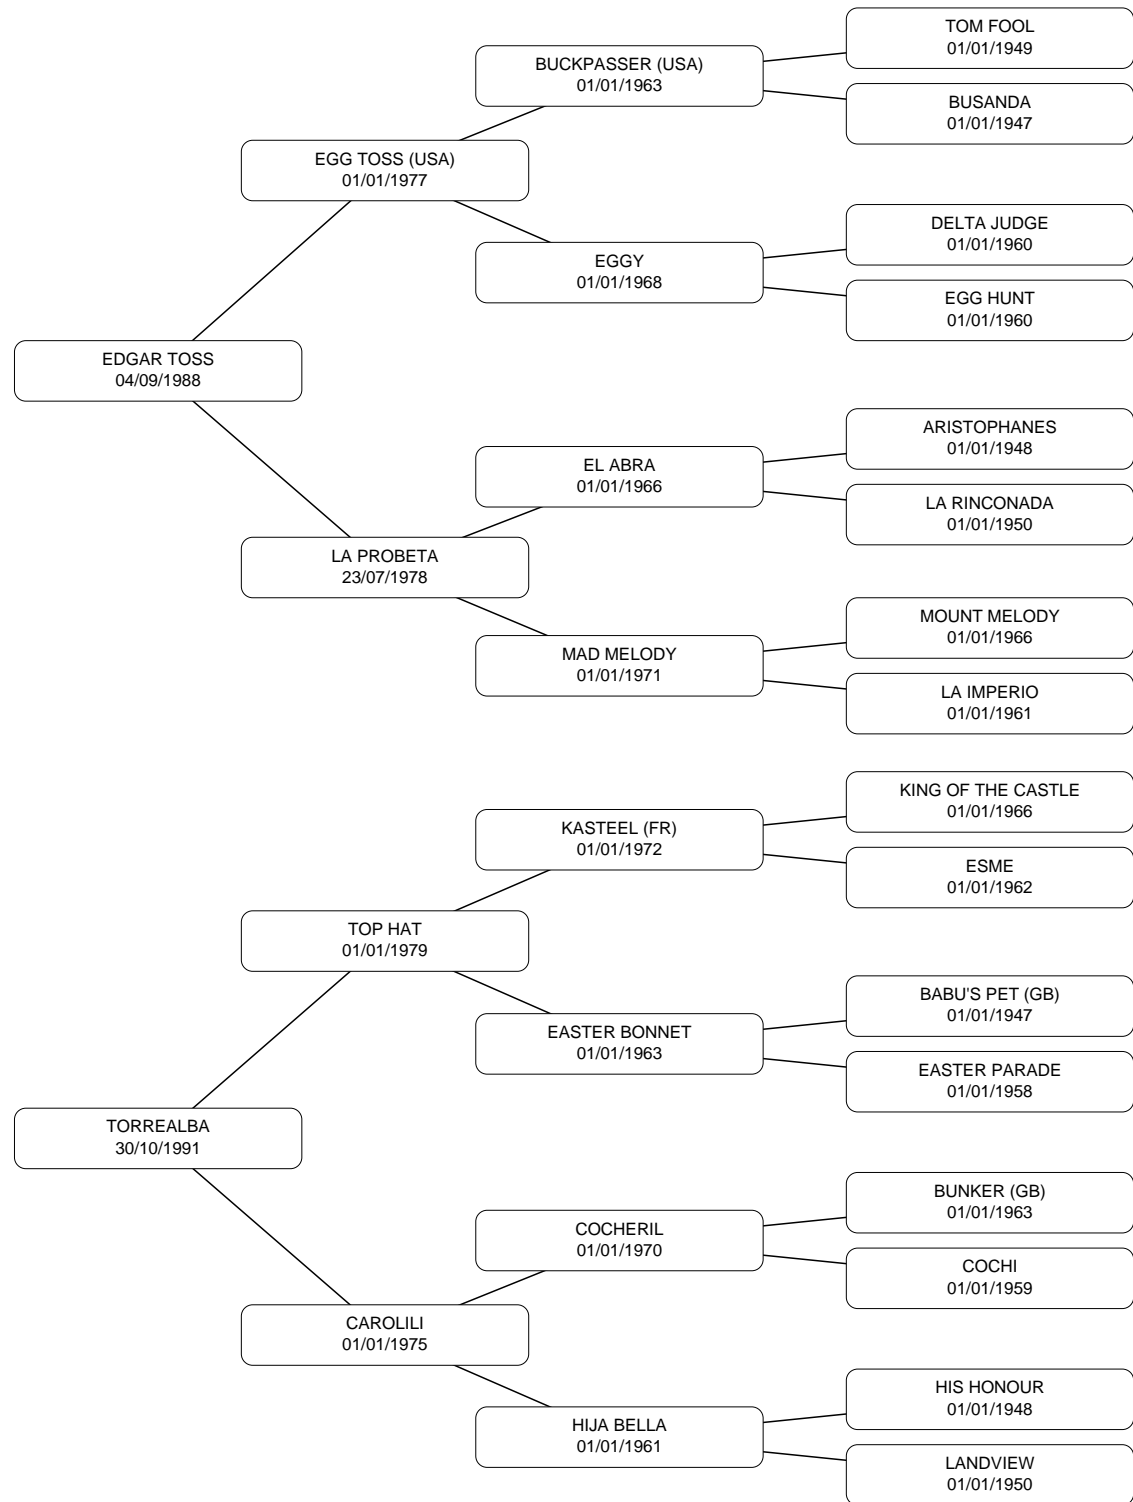 TOM FOOL
01/01/1949
BUCKPASSER (USA)
01/01/1963
BUSANDA
01/01/1947
EGG TOSS (USA)
01/01/1977
DELTA JUDGE
01/01/1960
EGGY
01/01/1968
EGG HUNT
01/01/1960
EDGAR TOSS
04/09/1988
ARISTOPHANES
01/01/1948
EL ABRA
01/01/1966
LA RINCONADA
01/01/1950
LA PROBETA
23/07/1978
MOUNT MELODY
01/01/1966
MAD MELODY
01/01/1971
LA IMPERIO
01/01/1961
KING OF THE CASTLE
01/01/1966
KASTEEL (FR)
01/01/1972
ESME
01/01/1962
TOP HAT
01/01/1979
BABU'S PET (GB)
01/01/1947
EASTER BONNET
01/01/1963
EASTER PARADE
01/01/1958
TORREALBA
30/10/1991
BUNKER (GB)
01/01/1963
COCHERIL
01/01/1970
COCHI
01/01/1959
CAROLILI
01/01/1975
HIS HONOUR
01/01/1948
HIJA BELLA
01/01/1961
LANDVIEW
01/01/1950